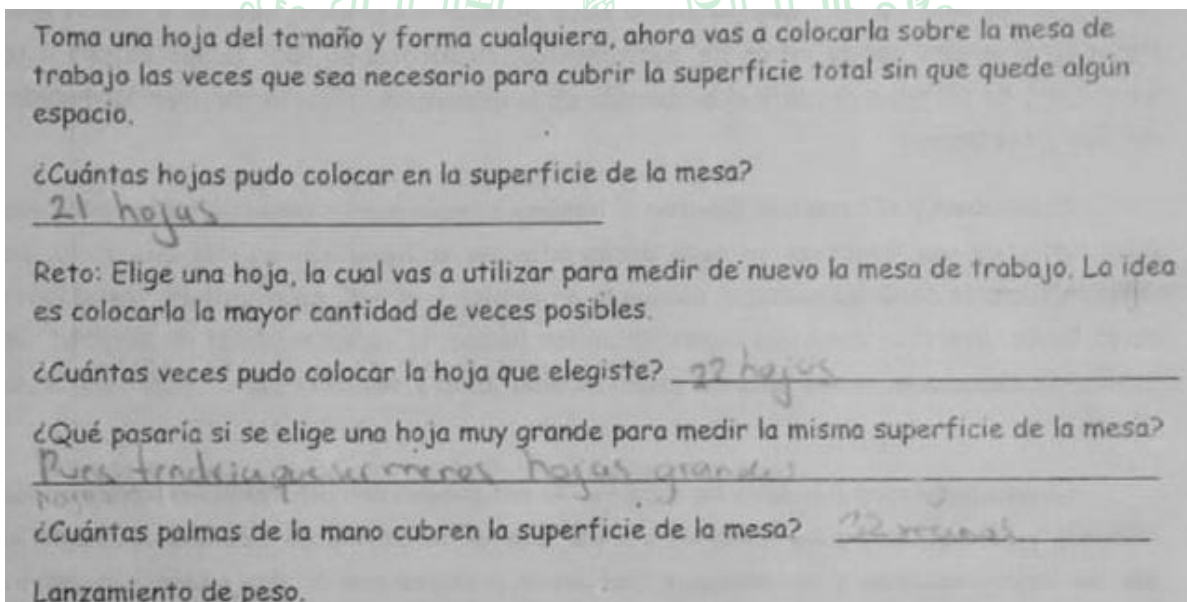 Toma una hoja del tamaño y forma cualquiera, ahora vas a colocarla sobre la mesa de
trabajo las veces que sea necesario para cubrir la superficie total sin que quede algún
espacio.
¿Cuántas hojas pudo colocar en la superficie de la mesa?
21 hojas
Reto: Elige una hoja, la cual vas a utilizar para medir de nuevo la mesa de trabajo. La idea
es colocarla la mayor cantidad de veces posibles.
¿Cuántas veces pudo colocar la hoja que elegiste? 22 hojas
¿Qué pasaría si se elige una hoja muy grande para medir la misma superficie de la mesa?
Pues que ser menos hojas grandes
¿Cuántas palmas de la mano cubren la superficie de la mesa? 32
Lanzamiento de peso.